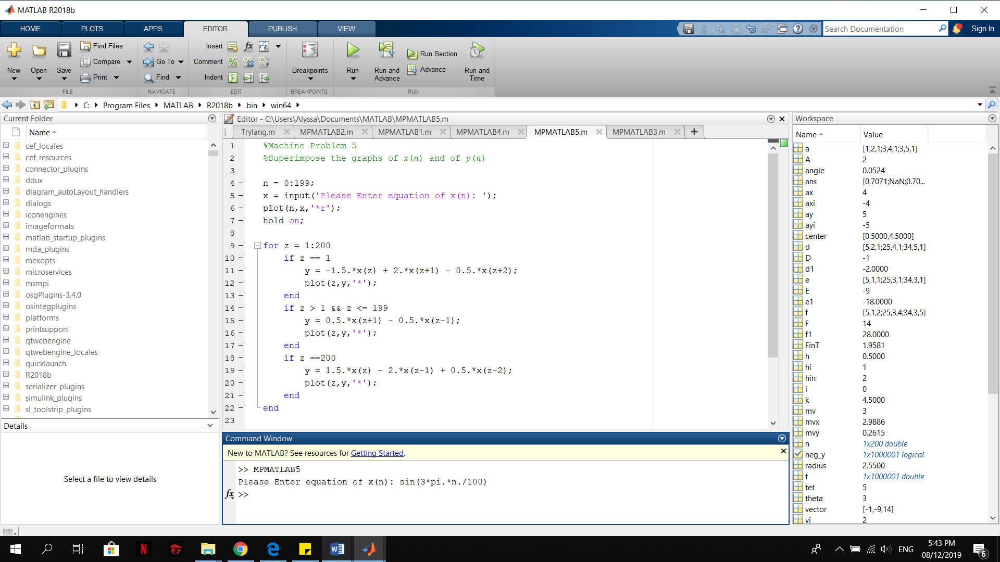 MATLAB R2018b
HOME PLOTS APPS EDITOR PUBLISH VIEW
Search Documentation
Sign In
New
Open
Save
Find Files
Compare
Print
FILE
Go To
Find
NAVIGATE
Insert
fx
Comment
Indent
EDIT
Breakpoints
BREAKPOINTS
Run
Run and
Advance
Run Section
Advance
Run and
Time
RUN
C: Program Files MATLAB R2018b bin win64
Current Folder
Name
cef_locales
cef_resources
connector_plugins
ddux
diagram_autoLayout_handlers
dialogs
iconengines
imageformats
matlab_startup_plugins
mda_plugins
mexopts
microservices
msmpi
osgPlugins-3.4.0
osintegplugins
platforms
printsupport
qtwebengine
qtwebengine_locales
quicklaunch
R2018b
serializer_plugins
simulink_plugins
sl_toolstrip_plugins
Details
Select a file to view details
Editor - C:\Users\Alyssa\Documents\MATLAB\MPMATLAB5.m
Trylang.m MPMATLAB2.m MPMATLAB1.m MPMATLAB4.m MPMATLAB5.m MPMATLAB3.m
1 %Machine Problem 5
2 %Superimpose the graphs of x(n) and of y(n)
3
4 n = 0:199;
5 x = input('Please Enter equation of x(n): ');
6 plot(n,x,'*r');
7 hold on;
8
9 for z = 1:200
10 if z == 1
11 y = -1.5.*x(z) + 2.*x(z+1) - 0.5.*x(z+2);
12 plot(z,y,'*');
13 end
14 if z > 1 && z <= 199
15 y = 0.5.*x(z+1) - 0.5.*x(z-1);
16 plot(z,y,'*');
17 end
18 if z ==200
19 y = 1.5.*x(z) - 2.*x(z-1) + 0.5.*x(z-2);
20 plot(z,y,'*');
21 end
22 end
23
Command Window
New to MATLAB? See resources for Getting Started.
>> MPMATLAB5
Please Enter equation of x(n): sin(3*pi.*n./100)
fx >>
Workspace
Name Value
a [1,2,1;3,4,1;3,5,1]
A 2
angle 0.0524
ans [0.7071;NaN;0.70...
ax 4
axi -4
ay 5
ayi -5
center [0.5000,4.5000]
d [5,2,1;25,4,1;34,5,1]
D -1
d1 -2.0000
e [5,1,1;25,3,1;34,3,1]
E -9
e1 -18.0000
f [5,1,2;25,3,4;34,3,5]
F 14
f1 28.0000
FinT 1.9581
h 0.5000
hi 1
hin 2
i 0
k 4.5000
mv 3
mvx 2.9886
mvy 0.2615
n 1x200 double
neg_y 1x1000001 logical
radius 2.5500
t 1x1000001 double
tet 5
theta 3
vector [-1,-9,14]
vi 2
ENG
5:43 PM
08/12/2019
6